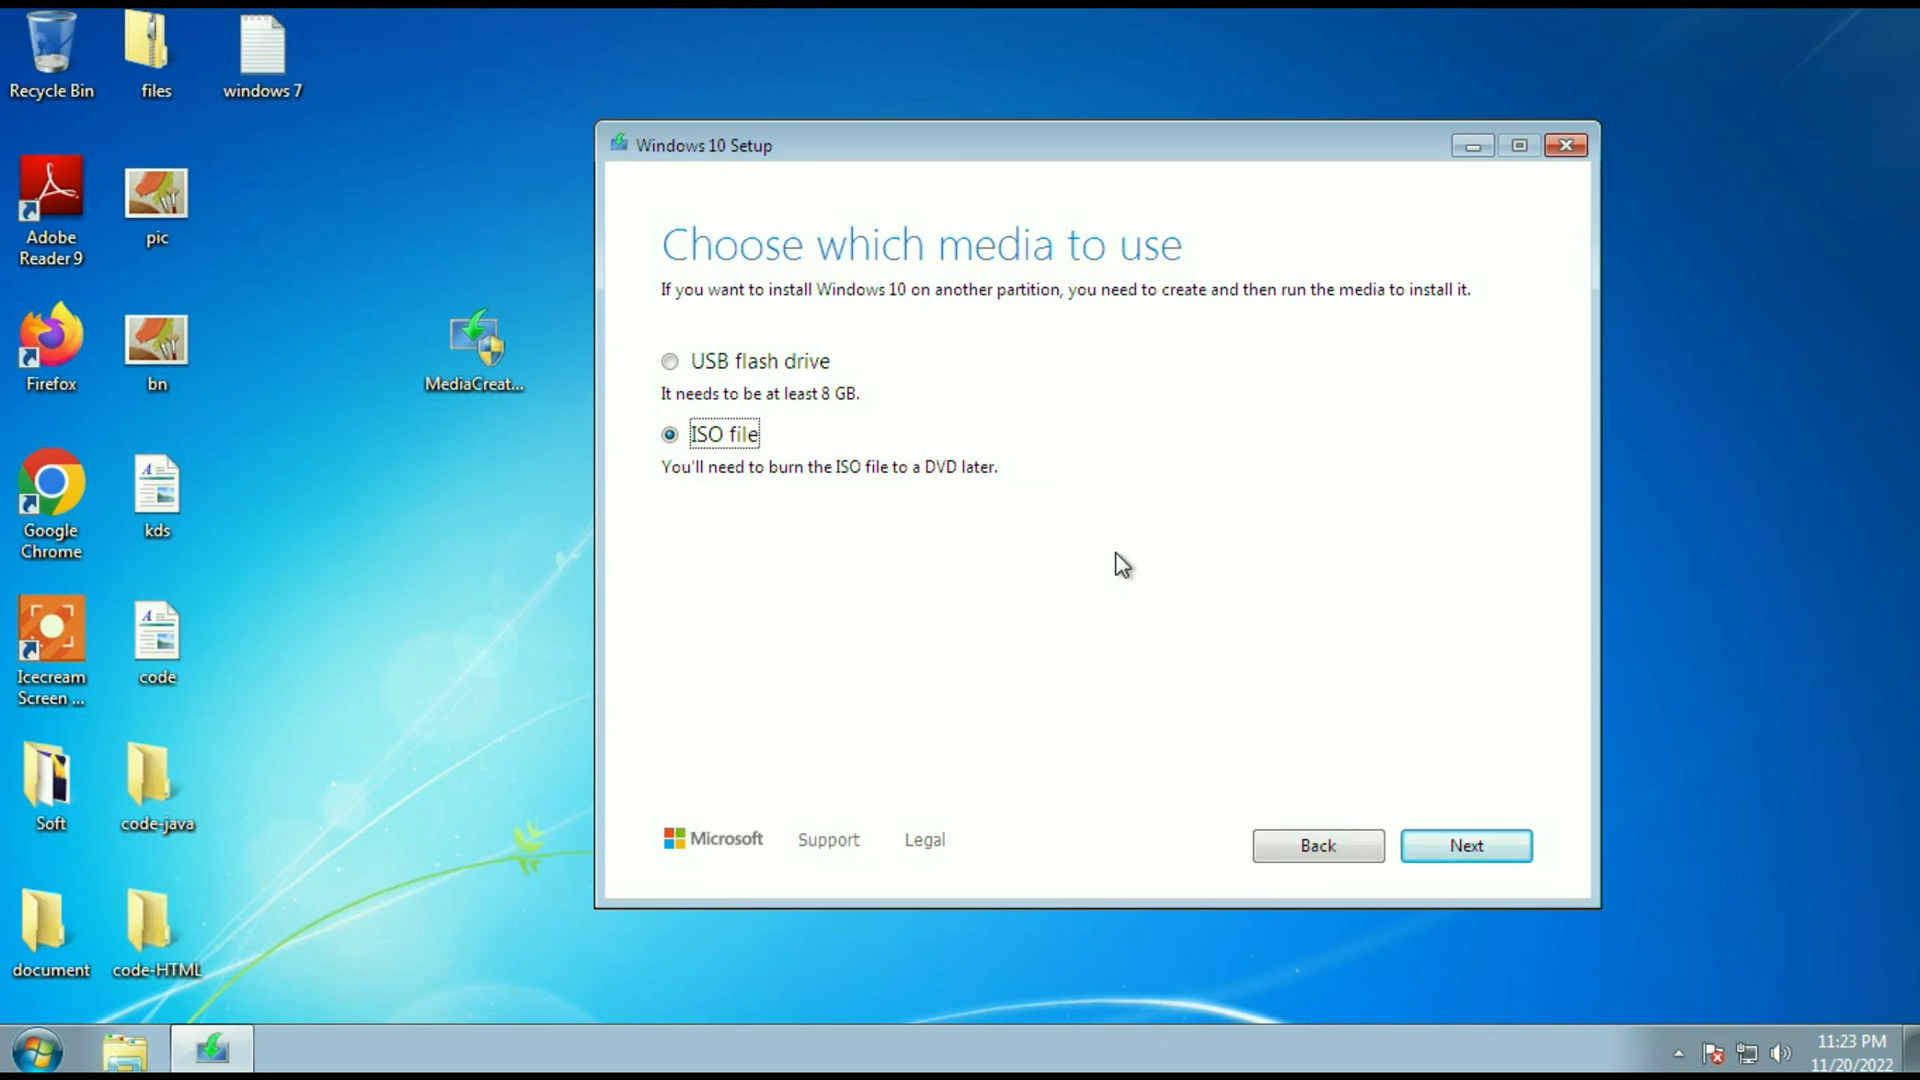 Recycle Bin
files
windows 7
Adobe
Reader 9
pic
Firefox
bn
MediaCreat...
Google
Chrome
kds
Icecream
Screen ...
code
Soft
code-java
document
code-HTML
Windows 10 Setup
Choose which media to use
If you want to install Windows 10 on another partition, you need to create and then run the media to install it.
USB flash drive
It needs to be at least 8 GB.
ISO file
You'll need to burn the ISO file to a DVD later.
Microsoft
Support
Legal
Back
Next
11:23 PM
11/20/2022